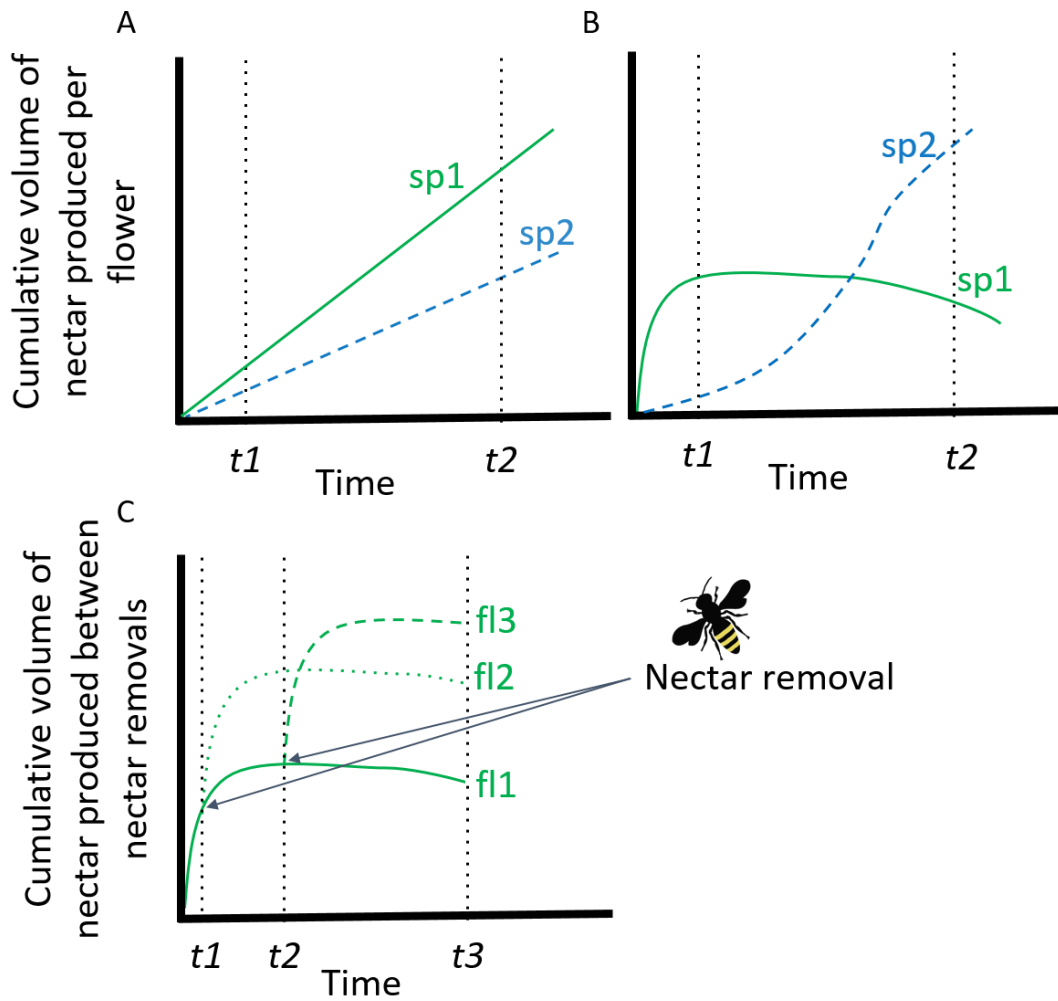 A
Cumulative volume of
nectar produced per
flower
sp1
sp2
t1
t2
Time
B
sp2
sp1
t1
t2
Time
C
Cumulative volume of
nectar produced between
nectar removals
fl3
fl2
fl1
Nectar removal
t1
t2
t3
Time